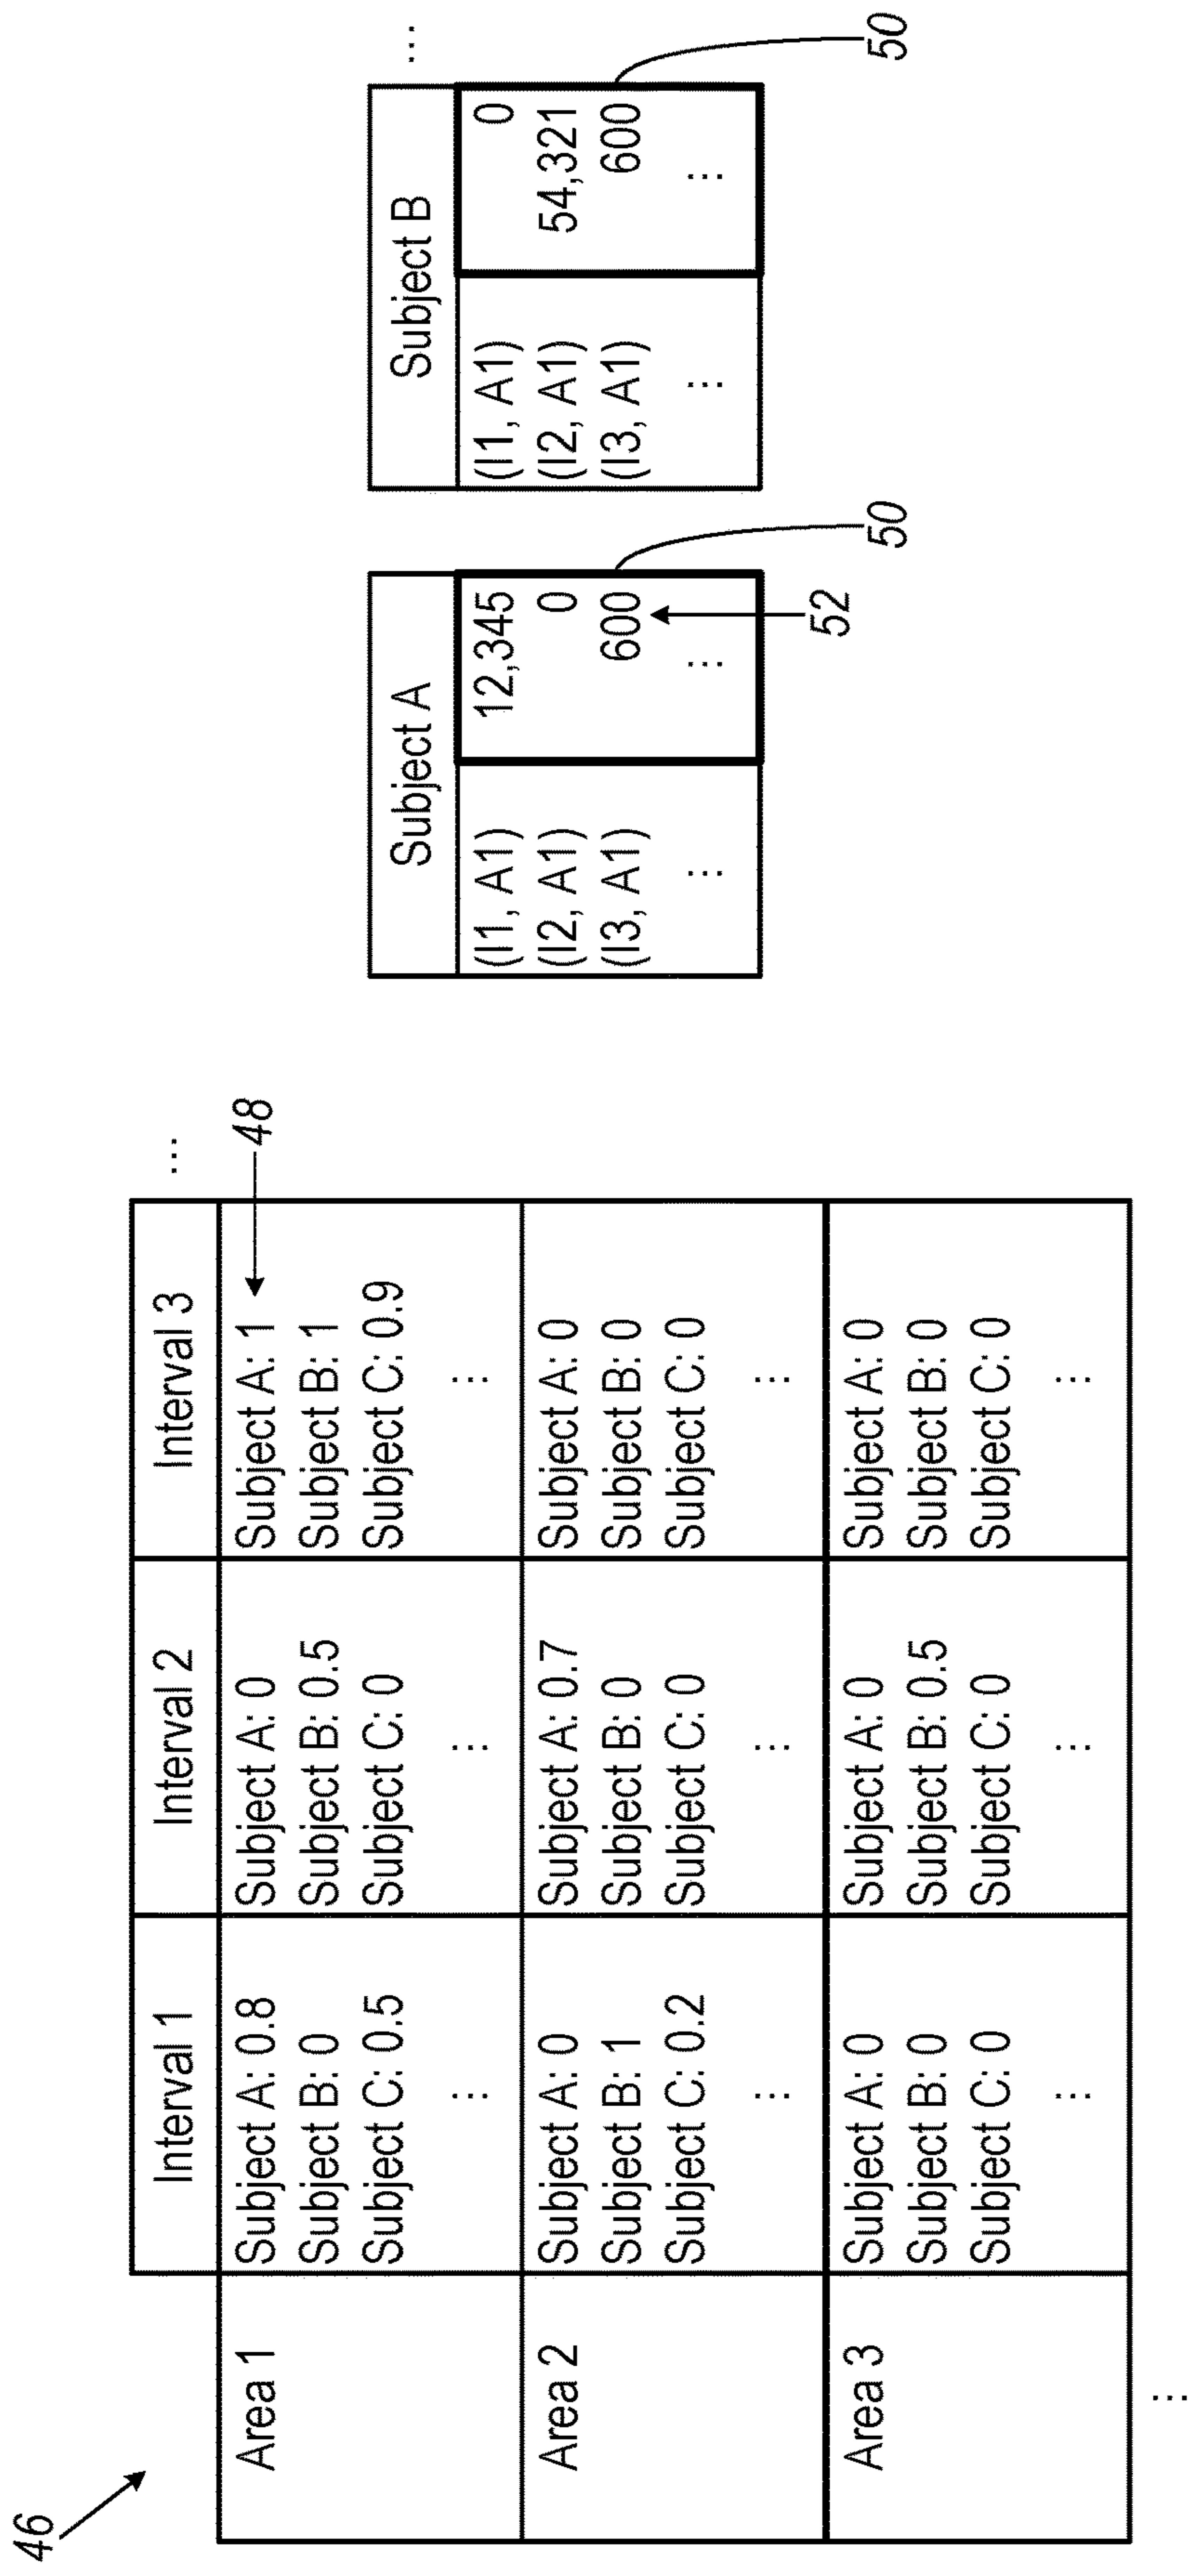 46
Interval 1 Interval 2 Interval 3 ...
48
Area 1
Subject A: 0.8
Subject B: 0
Subject C: 0.5
...
Subject A: 0
Subject B: 0.5
Subject C: 0
...
Subject A: 1
Subject B: 1
Subject C: 0.9
...
Area 2
Subject A: 0
Subject B: 1
Subject C: 0.2
...
Subject A: 0.7
Subject B: 0
Subject C: 0
...
Subject A: 0
Subject B: 0
Subject C: 0
...
Area 3
Subject A: 0
Subject B: 0
Subject C: 0
...
Subject A: 0
Subject B: 0.5
Subject C: 0
...
Subject A: 0
Subject B: 0
Subject C: 0
...
...
Subject A
(I1, A1) 12,345
(I2, A1) 0
(I3, A1) 600
... ...
52
50
Subject B ...
(I1, A1) 0
(I2, A1) 54,321
(I3, A1) 600
... ...
50